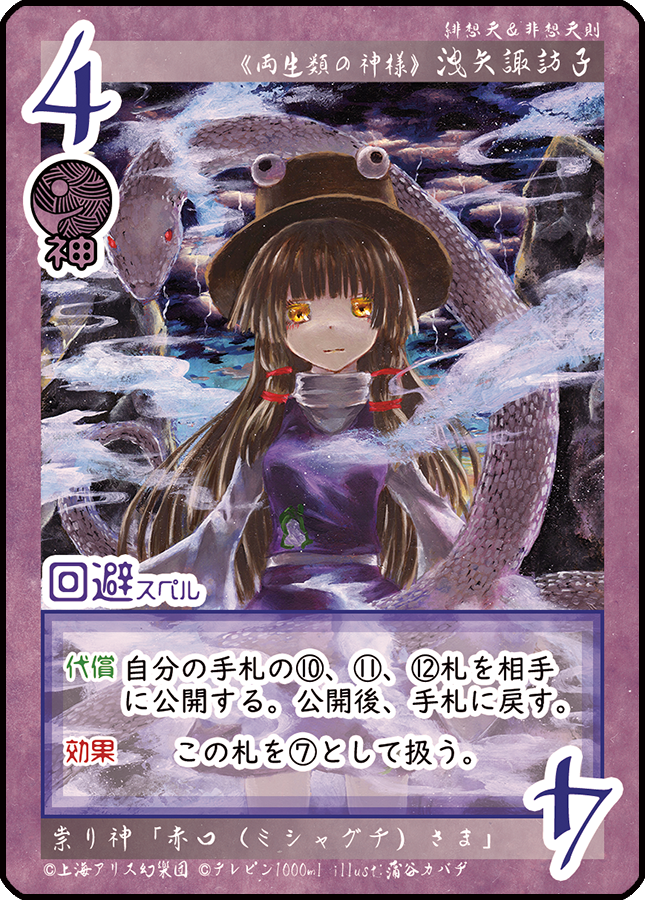 緋想天&非想天則
《両生類の神様》 洩矢諏訪子
4
神
回避スペル
代償 自分の手札の⑩、⑪、⑫札を相手
に公開する。公開後、手札に戻す。
効果 この札を⑦として扱う。
4
祟り神「赤口(ミシャグチ)さま」
©上海アリス幻樂団 ©テレピン1000ml illust:蒲谷カバヂ